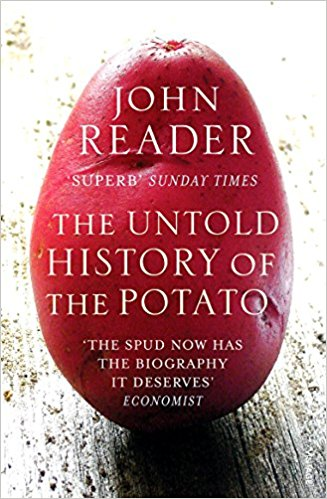 JOHN
READER
‘SUPERB’ SUNDAY TIMES
THE UNTOLD
HISTORY OF
THE POTATO
‘THE SPUD NOW HAS
THE BIOGRAPHY
IT DESERVES’
ECONOMIST